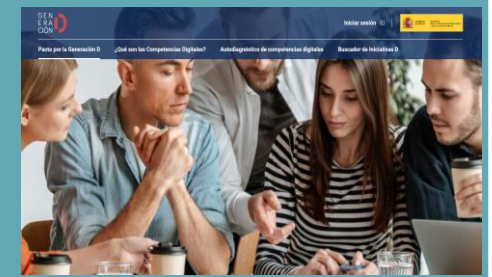 GEN
ERA
CIÓN
Iniciar sesión
Pacto por la Generación D
¿Qué son las Competencias Digitales?
Autodiagnóstico de competencias digitales
Buscador de Iniciativas D